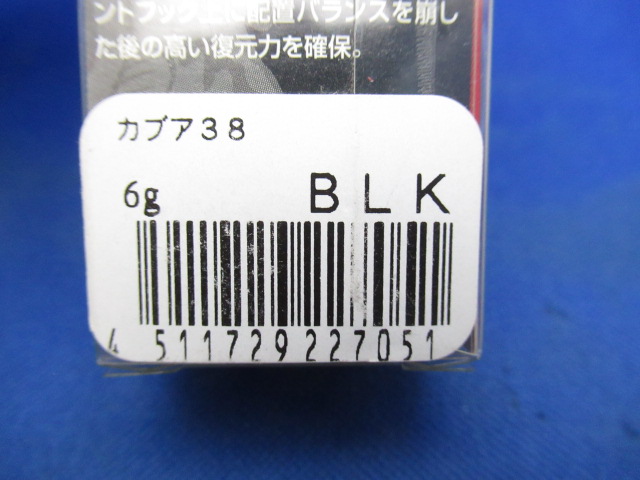 ントフック上に配置バランスを崩し
た後の高い復元力を確保。
カブア38
6g BLK
4 511729 227051